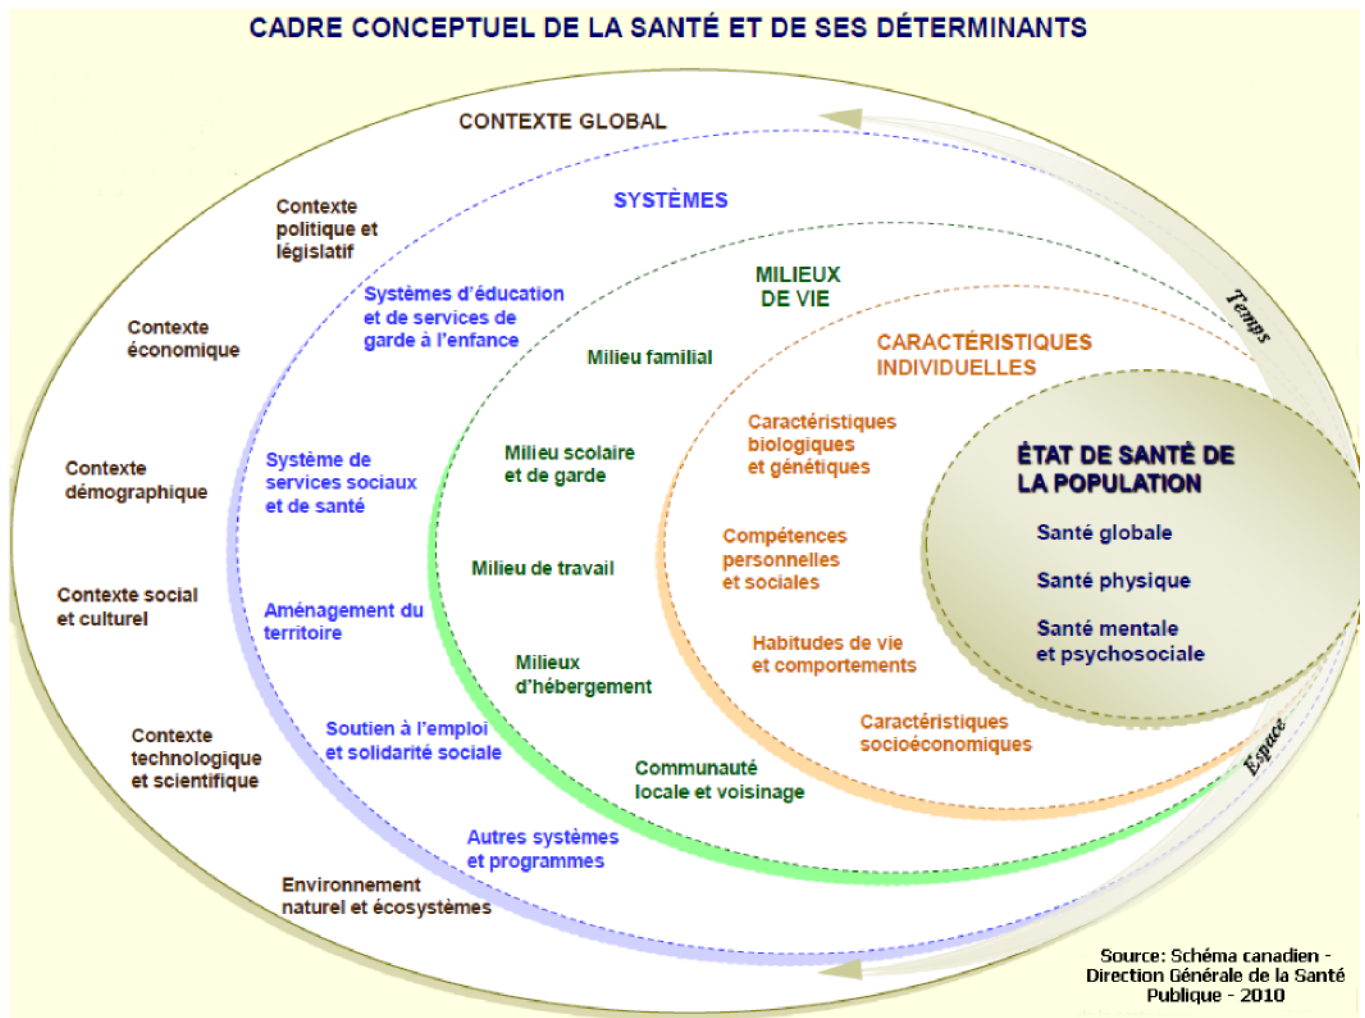 CADRE CONCEPTUEL DE LA SANTÉ ET DE SES DÉTERMINANTS
CONTEXTE GLOBAL
Contexte
politique et
législatif
Contexte
économique
Contexte
démographique
Contexte social
et culturel
Contexte
technologique
et scientifique
Environnement
naturel et écosystèmes
SYSTÈMES
Systèmes d'éducation
et de services de
garde à l'enfance
Système de
services sociaux
et de santé
Aménagement du
territoire
Soutien à l'emploi
et solidarité sociale
Autres systèmes
et programmes
MILIEUX
DE VIE
Milieu familial
Milieu scolaire
et de garde
Milieu de travail
Milieux
d'hébergement
Communauté
locale et voisinage
CARACTÉRISTIQUES
INDIVIDUELLES
Caractéristiques
biologiques
et génétiques
Compétences
personnelles
et sociales
Habitudes de vie
et comportements
Caractéristiques
socioéconomiques
ÉTAT DE SANTÉ DE
LA POPULATION
Santé globale
Santé physique
Santé mentale
et psychosociale
Temps
Espace
Source: Schéma canadien -
Direction Générale de la Santé
Publique - 2010